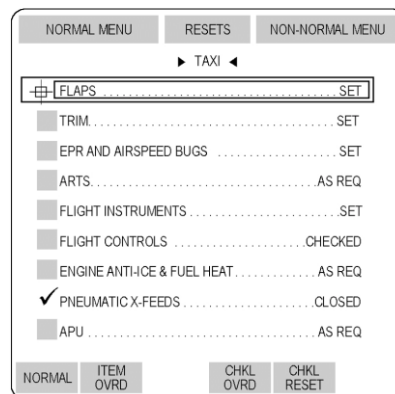 NORMAL MENU RESETS NON-NORMAL MENU
▶ TAXI ◀
FLAPS ..................................... SET
TRIM ..................................... SET
EPR AND AIRSPEED BUGS .................. SET
ARTS ..................................... AS REQ
FLIGHT INSTRUMENTS ...................... SET
FLIGHT CONTROLS ..................... CHECKED
ENGINE ANTI-ICE & FUEL HEAT ............. AS REQ
✓ PNEUMATIC X-FEEDS ..................... CLOSED
APU ..................................... AS REQ
NORMAL ITEM OVRD CHKL OVRD CHKL RESET